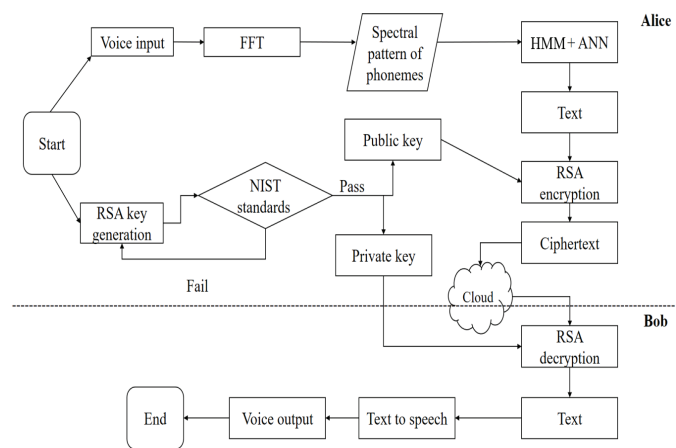 Alice
Voice input
FFT
Spectral
pattern of
phonemes
HMM+ANN
Text
Start
Public key
RSA key
generation
NIST
standards
Pass
RSA
encryption
Private key
Ciphertext
Fail
Cloud
Bob
RSA
decryption
End
Voice output
Text to speech
Text